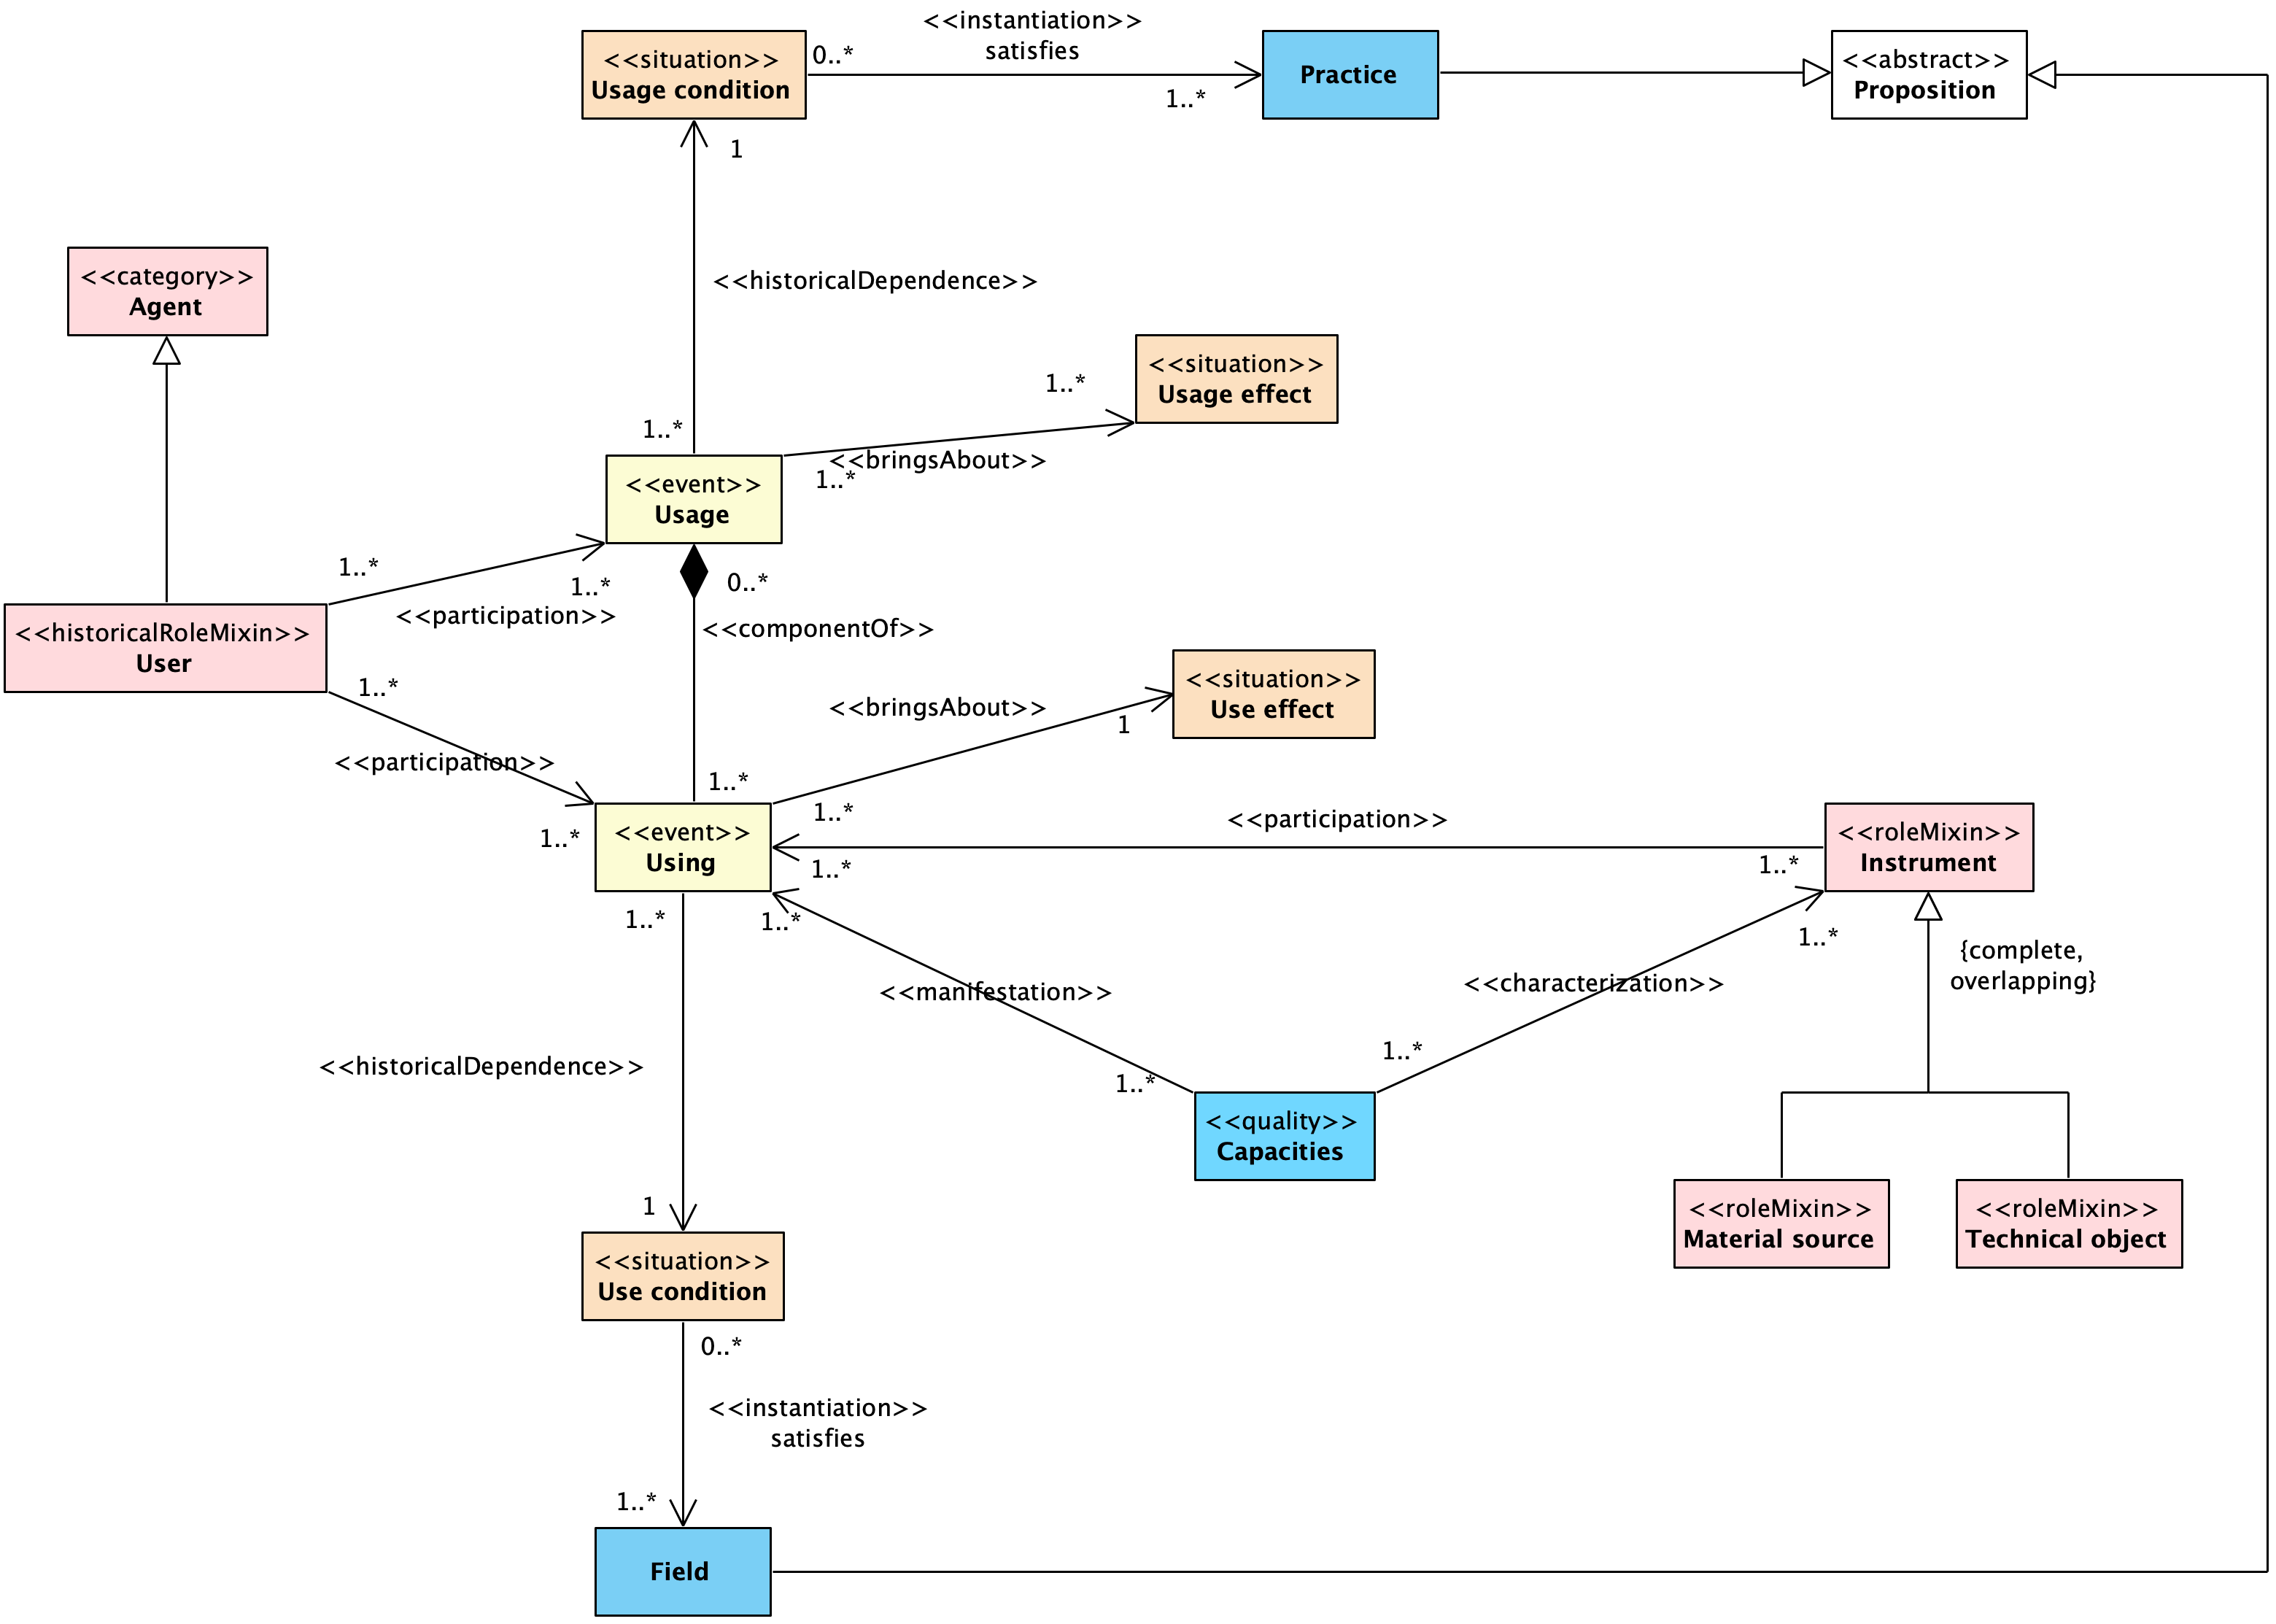 <<instantiation>>
satisfies
<<situation>>
Usage condition
0..*
1..*
Practice
<<abstract>>
Proposition
1
<<category>>
Agent
<<historicalDependence>>
<<situation>>
Usage effect
1..*
1..*
<<bringsAbout>>
1..*
<<event>>
Usage
1..*
1..*
<<participation>>
0..*
<<componentOf>>
<<historicalRoleMixin>>
User
1..*
<<participation>>
1..*
<<bringsAbout>>
<<situation>>
Use effect
1
1..*
1..*
<<event>>
Using
<<participation>>
1..*
1..*
<<roleMixin>>
Instrument
1..*
1..*
1..*
{complete,
overlapping}
<<manifestation>>
<<characterization>>
1..*
1..*
<<historicalDependence>>
<<quality>>
Capacities
1
<<roleMixin>>
Material source
<<roleMixin>>
Technical object
<<situation>>
Use condition
0..*
<<instantiation>>
satisfies
1..*
Field